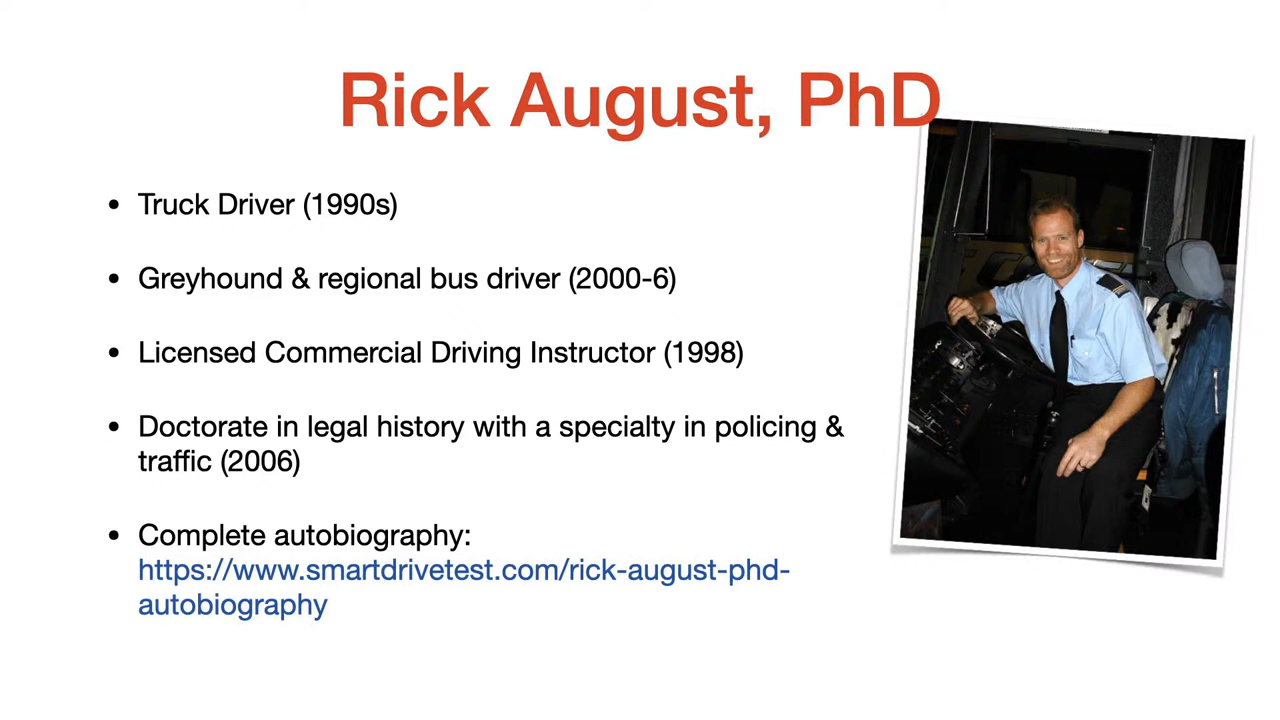 Rick August, PhD
• Truck Driver (1990s)
• Greyhound & regional bus driver (2000-6)
• Licensed Commercial Driving Instructor (1998)
• Doctorate in legal history with a specialty in policing &
traffic (2006)
• Complete autobiography:
https://www.smartdrivetest.com/rick-august-phd-
autobiography